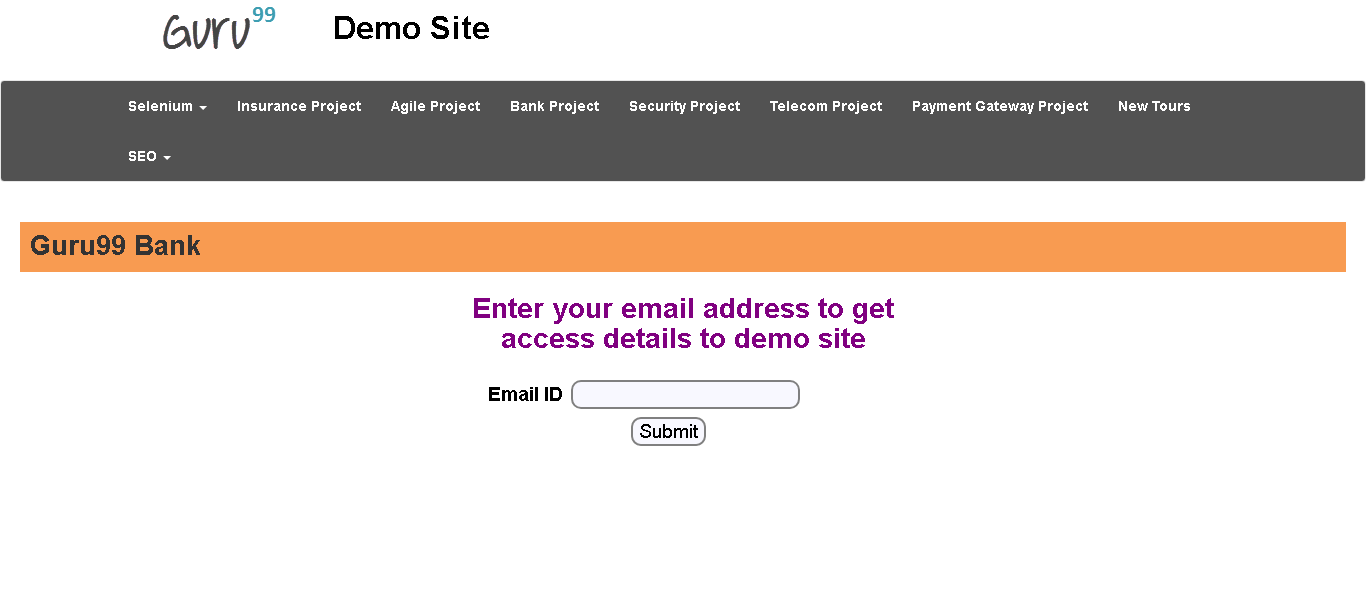 Guru99 Demo Site
Selenium Insurance Project Agile Project Bank Project Security Project Telecom Project Payment Gateway Project New Tours
SEO
Guru99 Bank
Enter your email address to get
access details to demo site
Email ID
Submit